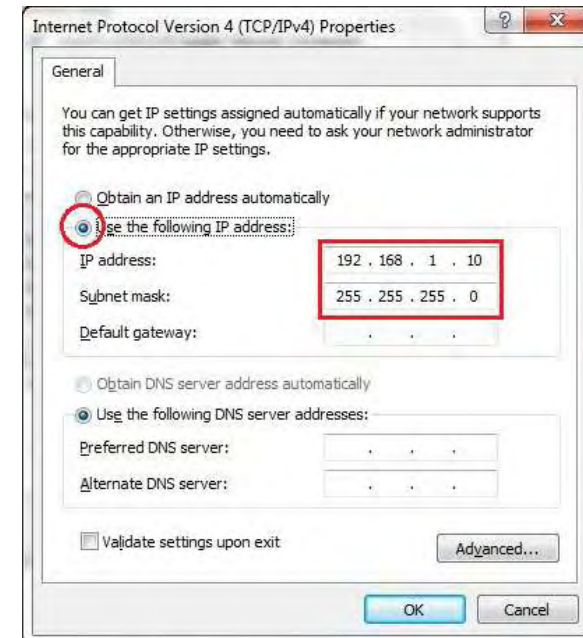 Internet Protocol Version 4 (TCP/IPv4) Properties
General
You can get IP settings assigned automatically if your network supports
this capability. Otherwise, you need to ask your network administrator
for the appropriate IP settings.
Obtain an IP address automatically
Use the following IP address:
IP address: 192 . 168 . 1 . 10
Subnet mask: 255 . 255 . 255 . 0
Default gateway: . . .
Obtain DNS server address automatically
Use the following DNS server addresses:
Preferred DNS server: . . .
Alternate DNS server: . . .
Validate settings upon exit
Advanced...
OK Cancel